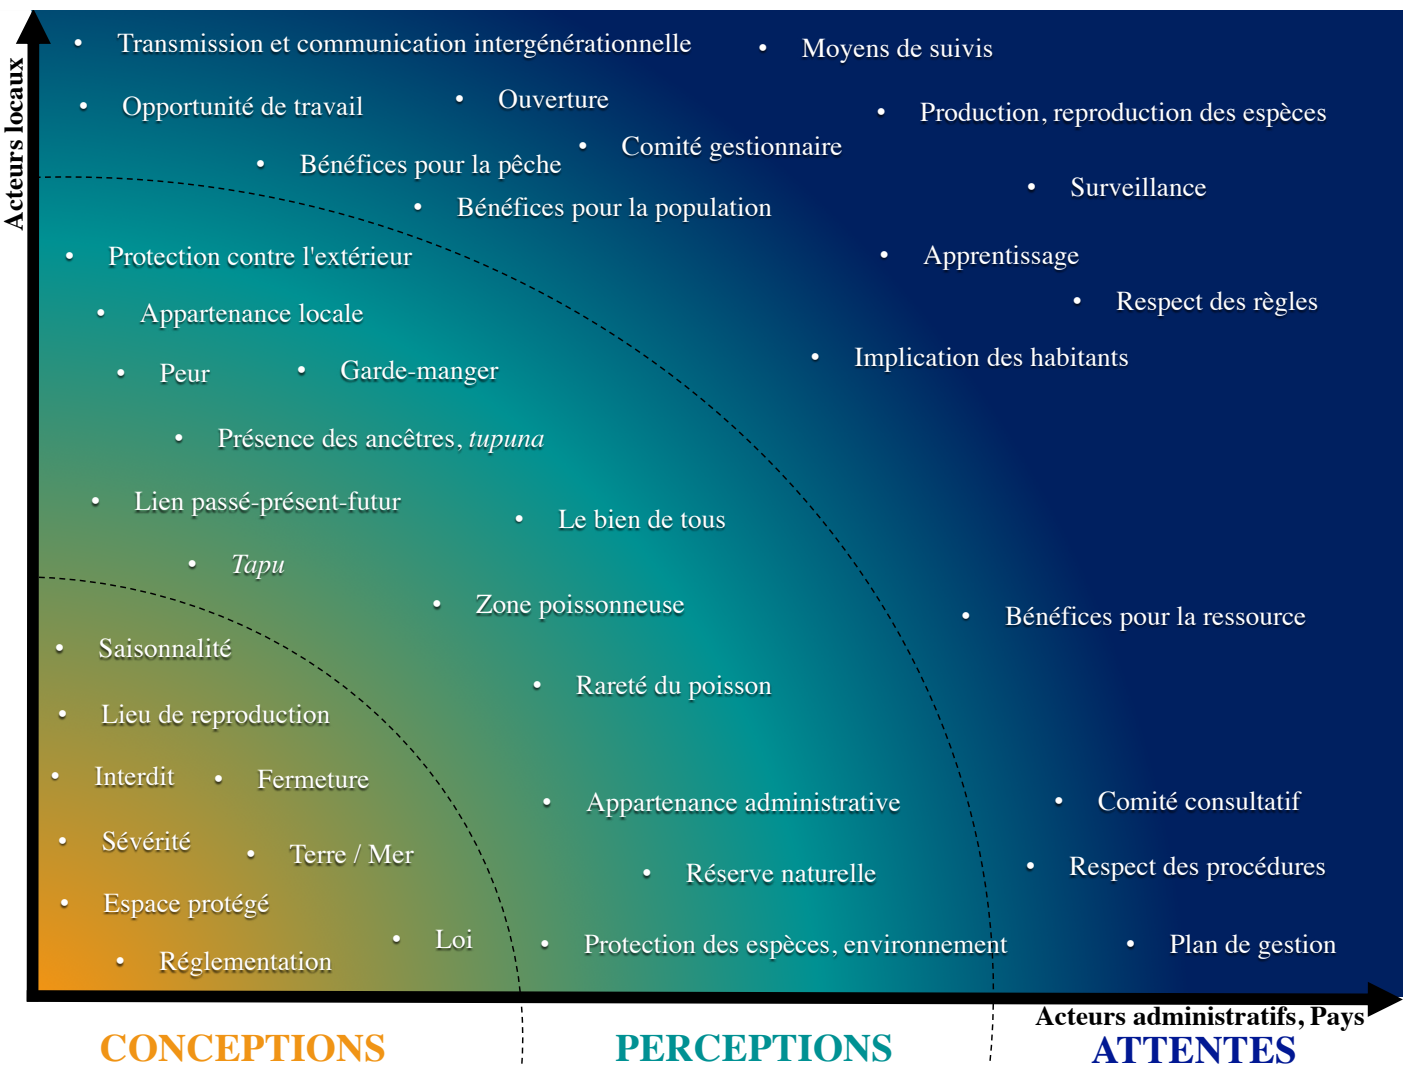 Acteurs locaux
• Transmission et communication intergénérationnelle
• Moyens de suivis
• Opportunité de travail
• Ouverture
• Production, reproduction des espèces
• Bénéfices pour la pêche
• Comité gestionnaire
• Surveillance
• Bénéfices pour la population
• Protection contre l'extérieur
• Apprentissage
• Appartenance locale
• Respect des règles
• Peur
• Garde-manger
• Implication des habitants
• Présence des ancêtres, tupuna
• Lien passé-présent-futur
• Le bien de tous
• Tapu
• Zone poissonneuse
• Bénéfices pour la ressource
• Saisonnalité
• Rareté du poisson
• Lieu de reproduction
• Interdit
• Fermeture
• Appartenance administrative
• Comité consultatif
• Sévérité
• Terre / Mer
• Réserve naturelle
• Respect des procédures
• Espace protégé
• Loi
• Protection des espèces, environnement
• Plan de gestion
• Réglementation
Acteurs administratifs, Pays
CONCEPTIONS
PERCEPTIONS
ATTENTES